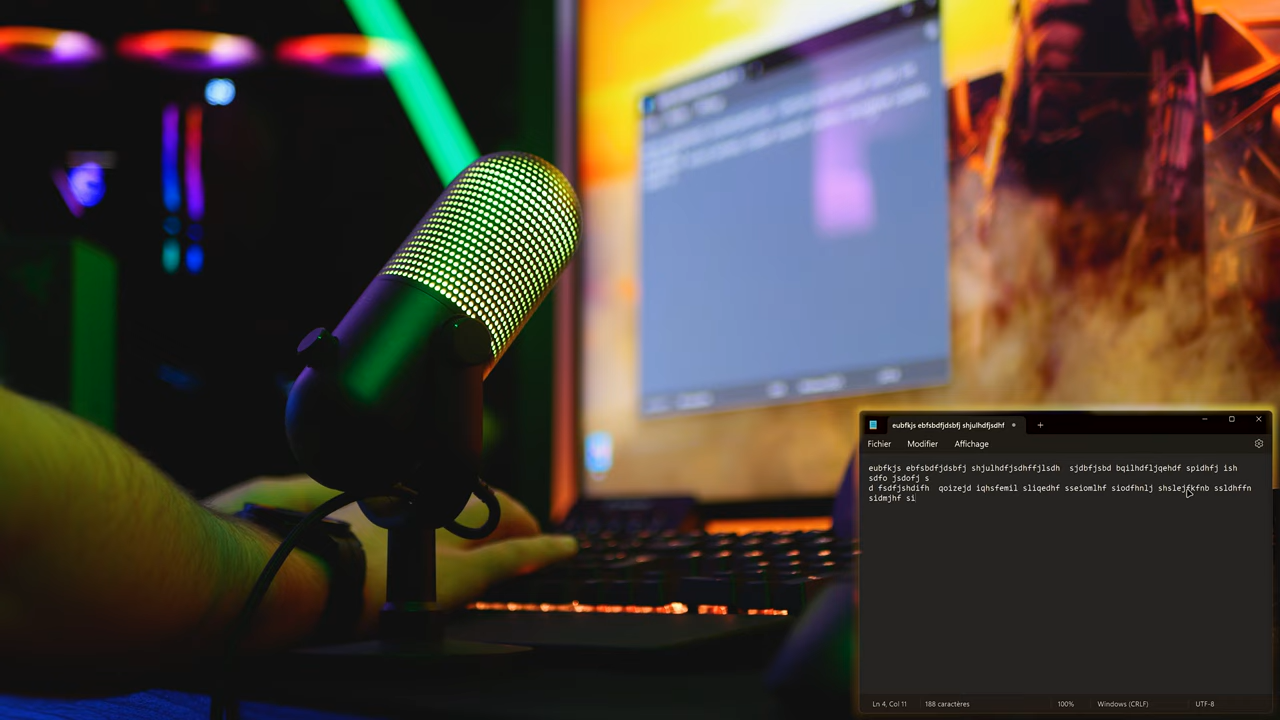 eubfkjs ebfsbdfjdsbfj shjulhdfjsdhf
Fichier Modifier Affichage
eubfkjs ebfsbdfjdsbfj shjulhdfjsdhffjlsdh  sjdbfjsbd bqilhdfljqehdf spidhfj ish
sdfo jsdofj s
d fsdfjshdifh  qoizejd iqhsfemil sliqedhf sseiomlhf siodfhnlj shslejfkfnb ssldhffn
sidmjhf si
Ln 4, Col 11 188 caractères 100% Windows (CRLF) UTF-8